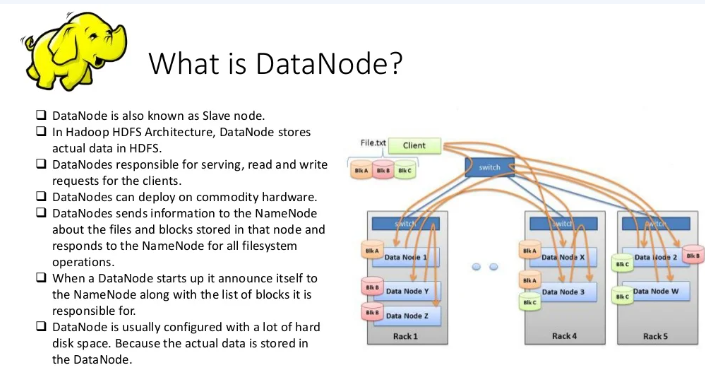 What is DataNode?
DataNode is also known as Slave node.
In Hadoop HDFS Architecture, DataNode stores
actual data in HDFS.
DataNodes responsible for serving, read and write
requests for the clients.
DataNodes can deploy on commodity hardware.
DataNodes sends information to the NameNode
about the files and blocks stored in that node and
responds to the NameNode for all filesystem
operations.
When a DataNode starts up it announce itself to
the NameNode along with the list of blocks it is
responsible for.
DataNode is usually configured with a lot of hard
disk space. Because the actual data is stored in
the DataNode.
File.txt
Client
Blk A
Blk B
Blk C
switch
switch
Blk A
Data Node 1
Blk B
Data Node Y
Blk B
Data Node Z
Rack 1
switch
Blk A
Data Node X
Blk A
Data Node 3
Blk C
Rack 4
switch
Data Node 2
Blk B
Blk C
Data Node W
Blk C
Rack 5